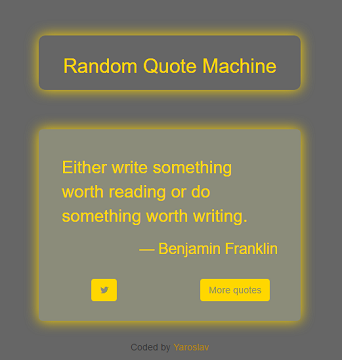 Random Quote Machine
Either write something
worth reading or do
something worth writing.
— Benjamin Franklin
More quotes
Coded by Yaroslav